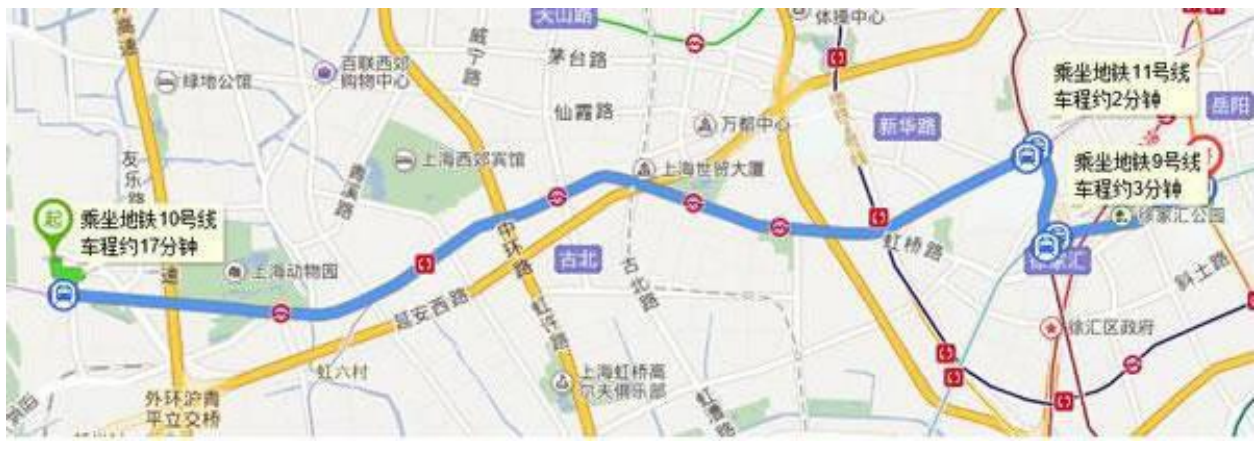 天山路
体操中心
威宁路
茅台路
百联西郊
购物中心
绿地公馆
乘坐地铁11号线
车程约2分钟
岳阳
仙霞路
万都中心
新华路
友乐路
上海西郊宾馆
上海世贸大厦
乘坐地铁9号线
车程约3分钟
青溪路
起
乘坐地铁10号线
车程约17分钟
徐家汇公园
中环路
虹桥路
古北
古北路
徐家汇
上海动物园
斜土路
延安西路
虹许路
徐汇区政府
虹六村
上海虹桥高
尔夫俱乐部
外环沪青
平立交桥
虹漕路